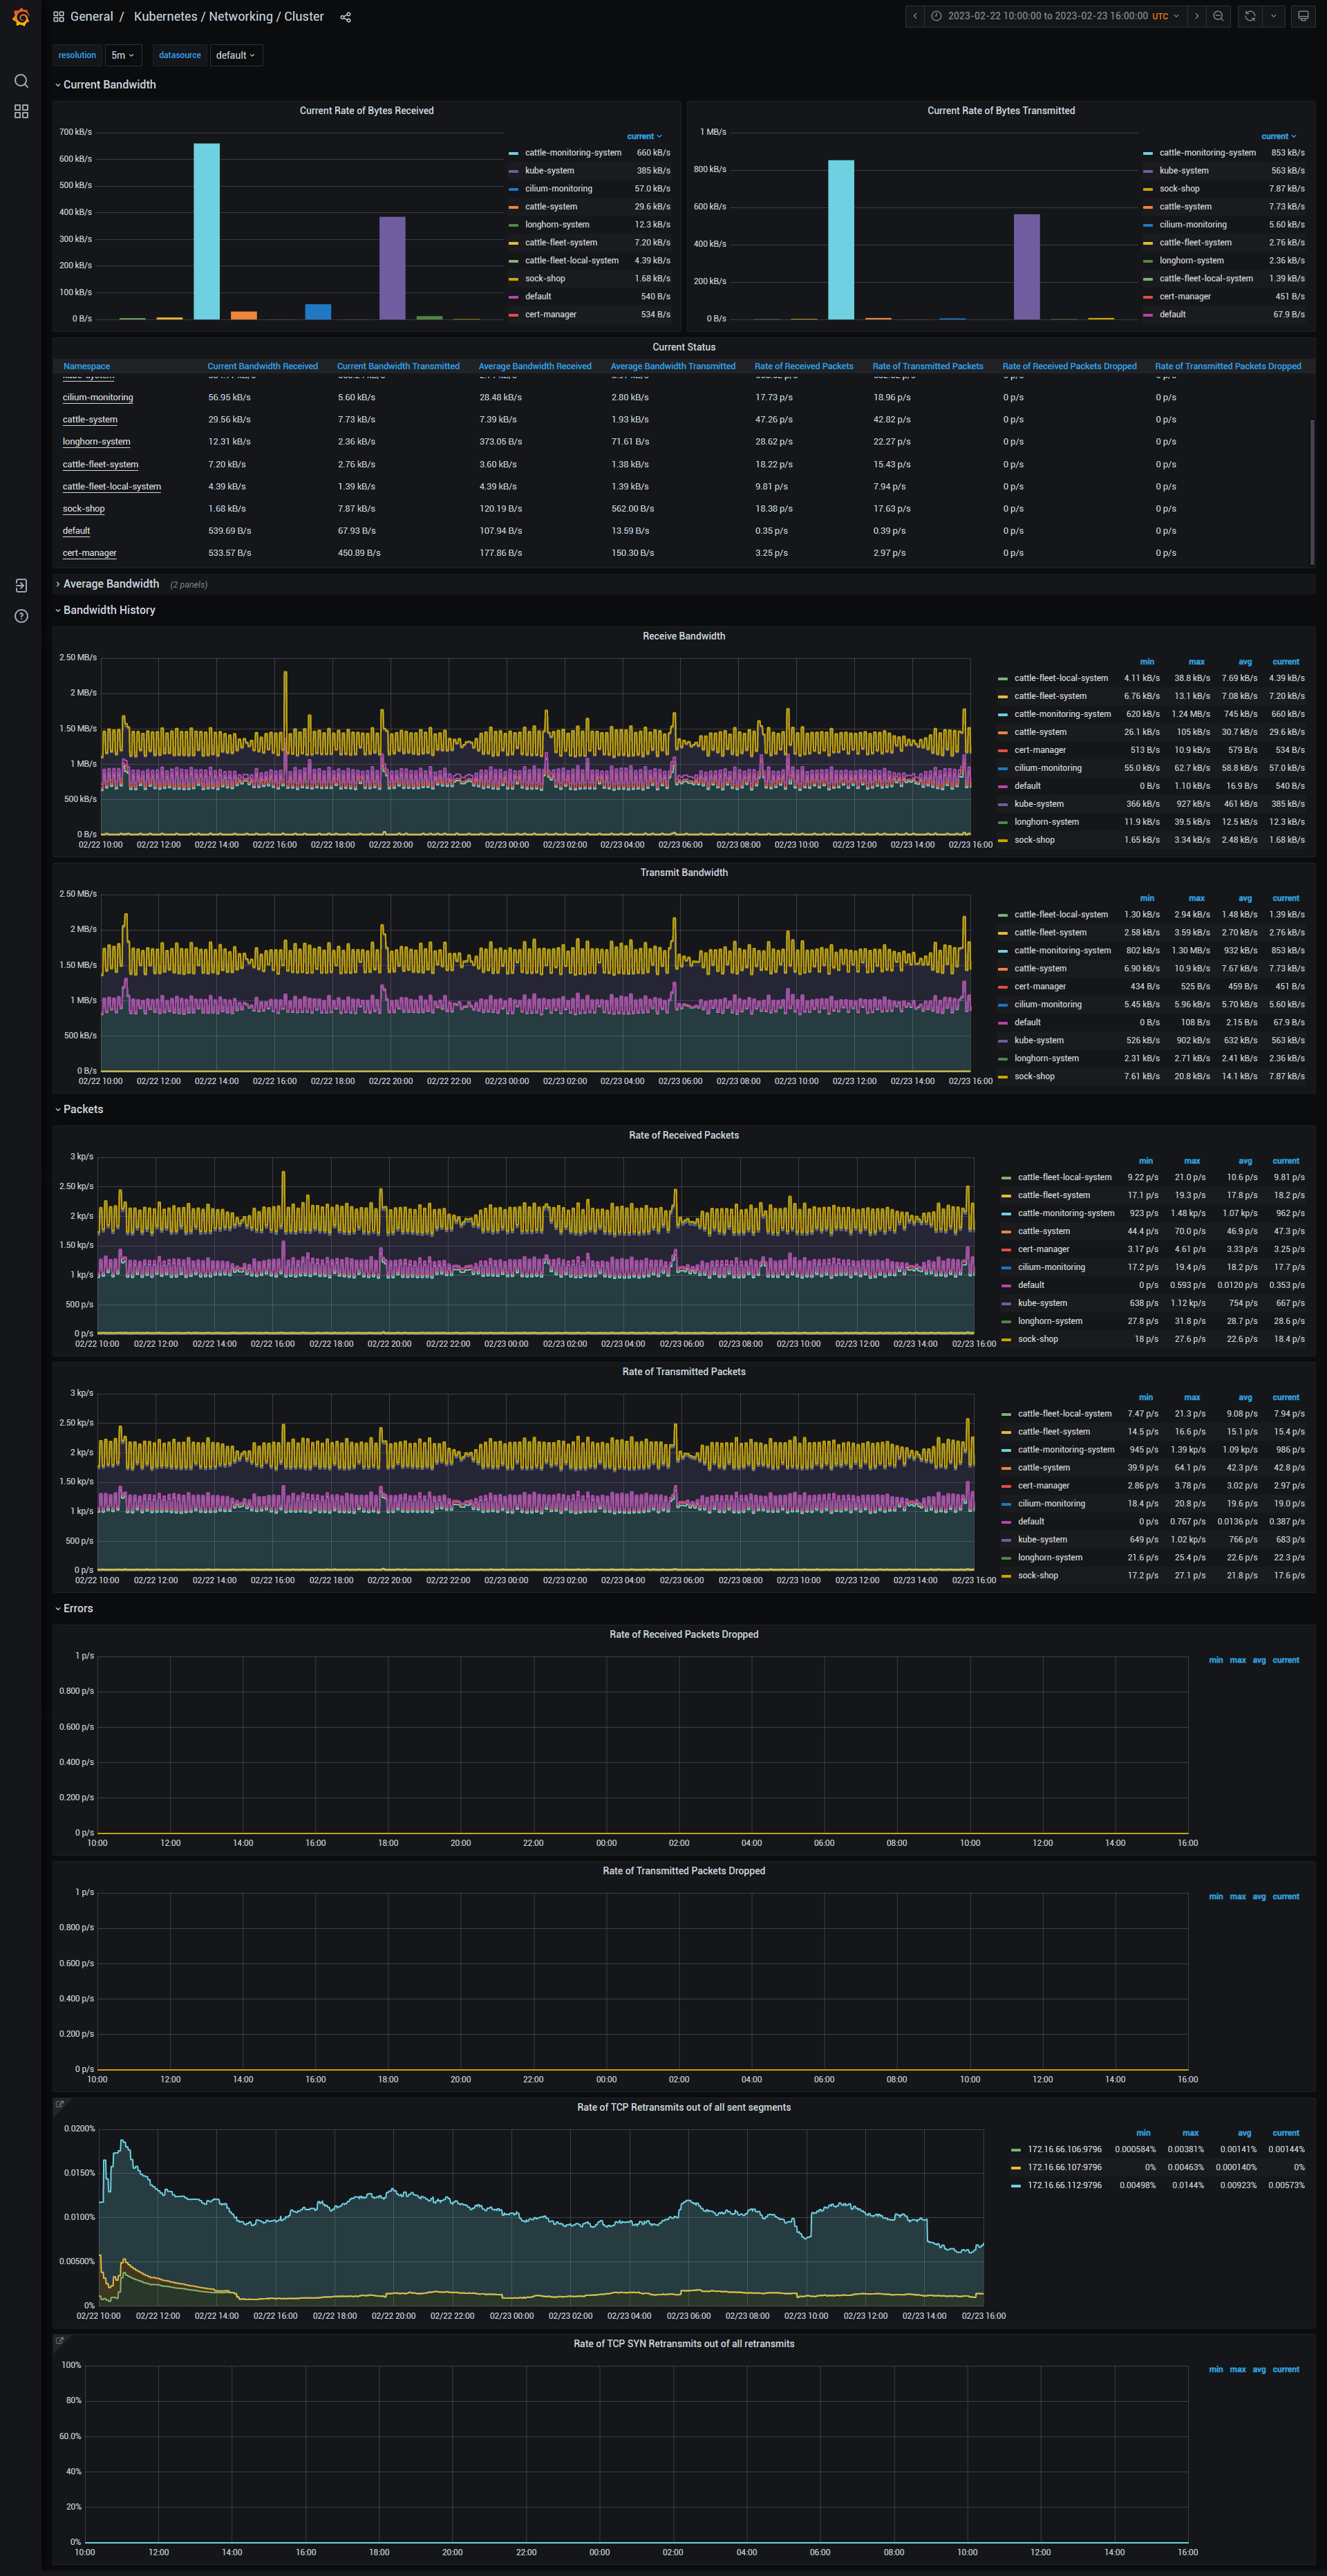 General / Kubernetes / Networking / Cluster
2023-02-22 10:00:00 to 2023-02-23 16:00:00 UTC
resolution 5m datasource default
Current Bandwidth
Current Rate of Bytes Received
700 kB/s
600 kB/s
500 kB/s
400 kB/s
300 kB/s
200 kB/s
100 kB/s
0 B/s
current
cattle-monitoring-system 660 kB/s
kube-system 385 kB/s
cilium-monitoring 57.0 kB/s
cattle-system 29.6 kB/s
longhorn-system 12.3 kB/s
cattle-fleet-system 7.20 kB/s
cattle-fleet-local-system 4.39 kB/s
sock-shop 1.68 kB/s
default 540 B/s
cert-manager 534 B/s
Current Rate of Bytes Transmitted
1 MB/s
800 kB/s
600 kB/s
400 kB/s
200 kB/s
0 B/s
current
cattle-monitoring-system 853 kB/s
kube-system 563 kB/s
sock-shop 7.87 kB/s
cattle-system 7.73 kB/s
cilium-monitoring 5.60 kB/s
cattle-fleet-system 2.76 kB/s
longhorn-system 2.36 kB/s
cattle-fleet-local-system 1.39 kB/s
cert-manager 451 B/s
default 67.9 B/s
Current Status
Namespace Current Bandwidth Received Current Bandwidth Transmitted Average Bandwidth Received Average Bandwidth Transmitted Rate of Received Packets Rate of Transmitted Packets Rate of Received Packets Dropped Rate of Transmitted Packets Dropped
cilium-monitoring 56.95 kB/s 5.60 kB/s 28.48 kB/s 2.80 kB/s 17.73 p/s 18.96 p/s 0 p/s 0 p/s
cattle-system 29.56 kB/s 7.73 kB/s 7.39 kB/s 1.93 kB/s 47.26 p/s 42.82 p/s 0 p/s 0 p/s
longhorn-system 12.31 kB/s 2.36 kB/s 373.05 B/s 71.61 B/s 28.62 p/s 22.27 p/s 0 p/s 0 p/s
cattle-fleet-system 7.20 kB/s 2.76 kB/s 3.60 kB/s 1.38 kB/s 18.22 p/s 15.43 p/s 0 p/s 0 p/s
cattle-fleet-local-system 4.39 kB/s 1.39 kB/s 4.39 kB/s 1.39 kB/s 9.81 p/s 7.94 p/s 0 p/s 0 p/s
sock-shop 1.68 kB/s 7.87 kB/s 120.19 B/s 562.00 B/s 18.38 p/s 17.63 p/s 0 p/s 0 p/s
default 539.69 B/s 67.93 B/s 107.94 B/s 13.59 B/s 0.35 p/s 0.39 p/s 0 p/s 0 p/s
cert-manager 533.57 B/s 450.89 B/s 177.86 B/s 150.30 B/s 3.25 p/s 2.97 p/s 0 p/s 0 p/s
Average Bandwidth (2 panels)
Bandwidth History
Receive Bandwidth
2.50 MB/s
2 MB/s
1.50 MB/s
1 MB/s
500 kB/s
0 B/s
02/22 10:00 02/22 12:00 02/22 14:00 02/22 16:00 02/22 18:00 02/22 20:00 02/22 22:00 02/23 00:00 02/23 02:00 02/23 04:00 02/23 06:00 02/23 08:00 02/23 10:00 02/23 12:00 02/23 14:00 02/23 16:00
min max avg current
cattle-fleet-local-system 4.11 kB/s 38.8 kB/s 7.69 kB/s 4.39 kB/s
cattle-fleet-system 6.76 kB/s 13.1 kB/s 7.08 kB/s 7.20 kB/s
cattle-monitoring-system 620 kB/s 1.24 MB/s 745 kB/s 660 kB/s
cattle-system 26.1 kB/s 105 kB/s 30.7 kB/s 29.6 kB/s
cert-manager 513 B/s 10.9 kB/s 579 B/s 534 B/s
cilium-monitoring 55.0 kB/s 62.7 kB/s 58.8 kB/s 57.0 kB/s
default 0 B/s 1.10 kB/s 16.9 B/s 540 B/s
kube-system 366 kB/s 927 kB/s 461 kB/s 385 kB/s
longhorn-system 11.9 kB/s 39.5 kB/s 12.5 kB/s 12.3 kB/s
sock-shop 1.65 kB/s 3.34 kB/s 2.48 kB/s 1.68 kB/s
Transmit Bandwidth
2.50 MB/s
2 MB/s
1.50 MB/s
1 MB/s
500 kB/s
0 B/s
02/22 10:00 02/22 12:00 02/22 14:00 02/22 16:00 02/22 18:00 02/22 20:00 02/22 22:00 02/23 00:00 02/23 02:00 02/23 04:00 02/23 06:00 02/23 08:00 02/23 10:00 02/23 12:00 02/23 14:00 02/23 16:00
min max avg current
cattle-fleet-local-system 1.30 kB/s 2.94 kB/s 1.48 kB/s 1.39 kB/s
cattle-fleet-system 2.58 kB/s 3.59 kB/s 2.70 kB/s 2.76 kB/s
cattle-monitoring-system 802 kB/s 1.30 MB/s 932 kB/s 853 kB/s
cattle-system 6.90 kB/s 10.9 kB/s 7.67 kB/s 7.73 kB/s
cert-manager 434 B/s 525 B/s 459 B/s 451 B/s
cilium-monitoring 5.45 kB/s 5.96 kB/s 5.70 kB/s 5.60 kB/s
default 0 B/s 108 B/s 2.15 B/s 67.9 B/s
kube-system 526 kB/s 902 kB/s 632 kB/s 563 kB/s
longhorn-system 2.31 kB/s 2.71 kB/s 2.41 kB/s 2.36 kB/s
sock-shop 7.61 kB/s 20.8 kB/s 14.1 kB/s 7.87 kB/s
Packets
Rate of Received Packets
3 kp/s
2.50 kp/s
2 kp/s
1.50 kp/s
1 kp/s
500 p/s
0 p/s
02/22 10:00 02/22 12:00 02/22 14:00 02/22 16:00 02/22 18:00 02/22 20:00 02/22 22:00 02/23 00:00 02/23 02:00 02/23 04:00 02/23 06:00 02/23 08:00 02/23 10:00 02/23 12:00 02/23 14:00 02/23 16:00
min max avg current
cattle-fleet-local-system 9.22 p/s 21.0 p/s 10.6 p/s 9.81 p/s
cattle-fleet-system 17.1 p/s 19.3 p/s 17.8 p/s 18.2 p/s
cattle-monitoring-system 923 p/s 1.48 kp/s 1.07 kp/s 962 p/s
cattle-system 44.4 p/s 70.0 p/s 46.9 p/s 47.3 p/s
cert-manager 3.17 p/s 4.61 p/s 3.33 p/s 3.25 p/s
cilium-monitoring 17.2 p/s 19.4 p/s 18.2 p/s 17.7 p/s
default 0 p/s 0.593 p/s 0.0120 p/s 0.353 p/s
kube-system 638 p/s 1.12 kp/s 754 p/s 667 p/s
longhorn-system 27.8 p/s 31.8 p/s 28.7 p/s 28.6 p/s
sock-shop 18 p/s 27.6 p/s 22.6 p/s 18.4 p/s
Rate of Transmitted Packets
3 kp/s
2.50 kp/s
2 kp/s
1.50 kp/s
1 kp/s
500 p/s
0 p/s
02/22 10:00 02/22 12:00 02/22 14:00 02/22 16:00 02/22 18:00 02/22 20:00 02/22 22:00 02/23 00:00 02/23 02:00 02/23 04:00 02/23 06:00 02/23 08:00 02/23 10:00 02/23 12:00 02/23 14:00 02/23 16:00
min max avg current
cattle-fleet-local-system 7.47 p/s 21.3 p/s 9.08 p/s 7.94 p/s
cattle-fleet-system 14.5 p/s 16.6 p/s 15.1 p/s 15.4 p/s
cattle-monitoring-system 945 p/s 1.39 kp/s 1.09 kp/s 986 p/s
cattle-system 39.9 p/s 64.1 p/s 42.3 p/s 42.8 p/s
cert-manager 2.86 p/s 3.78 p/s 3.02 p/s 2.97 p/s
cilium-monitoring 18.4 p/s 20.8 p/s 19.6 p/s 19.0 p/s
default 0 p/s 0.767 p/s 0.0136 p/s 0.387 p/s
kube-system 649 p/s 1.02 kp/s 766 p/s 683 p/s
longhorn-system 21.6 p/s 25.4 p/s 22.6 p/s 22.3 p/s
sock-shop 17.2 p/s 27.1 p/s 21.8 p/s 17.6 p/s
Errors
Rate of Received Packets Dropped
1 p/s
0.800 p/s
0.600 p/s
0.400 p/s
0.200 p/s
0 p/s
10:00 12:00 14:00 16:00 18:00 20:00 22:00 00:00 02:00 04:00 06:00 08:00 10:00 12:00 14:00 16:00
min max avg current
Rate of Transmitted Packets Dropped
1 p/s
0.800 p/s
0.600 p/s
0.400 p/s
0.200 p/s
0 p/s
10:00 12:00 14:00 16:00 18:00 20:00 22:00 00:00 02:00 04:00 06:00 08:00 10:00 12:00 14:00 16:00
min max avg current
Rate of TCP Retransmits out of all sent segments
0.0200%
0.0150%
0.0100%
0.00500%
0%
02/22 10:00 02/22 12:00 02/22 14:00 02/22 16:00 02/22 18:00 02/22 20:00 02/22 22:00 02/23 00:00 02/23 02:00 02/23 04:00 02/23 06:00 02/23 08:00 02/23 10:00 02/23 12:00 02/23 14:00 02/23 16:00
min max avg current
172.16.66.106:9796 0.000584% 0.00381% 0.00141% 0.00144%
172.16.66.107:9796 0% 0.00463% 0.000140% 0%
172.16.66.112:9796 0.00498% 0.0144% 0.00923% 0.00573%
Rate of TCP SYN Retransmits out of all retransmits
100%
80%
60.0%
40%
20%
0%
10:00 12:00 14:00 16:00 18:00 20:00 22:00 00:00 02:00 04:00 06:00 08:00 10:00 12:00 14:00 16:00
min max avg current